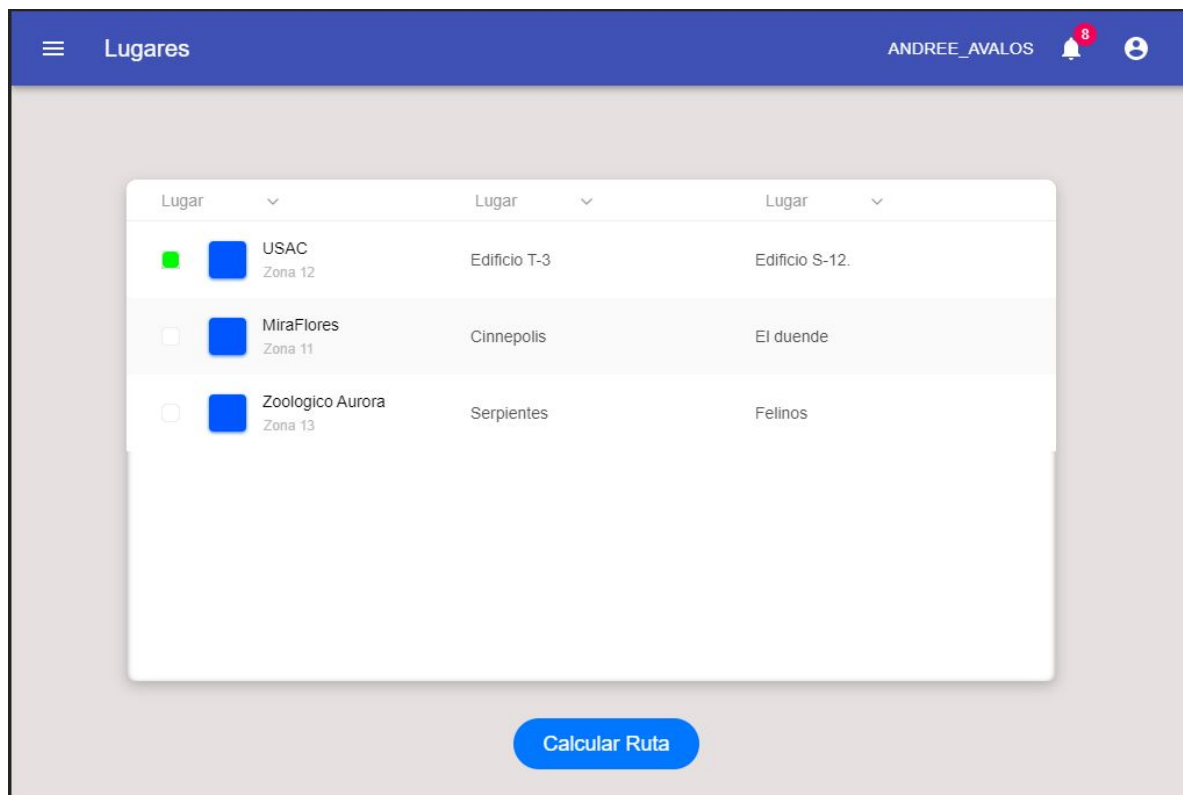 Lugares ANDREE_AVALOS 8
Lugar Lugar Lugar
USAC
Zona 12
Edificio T-3
Edificio S-12.
MiraFlores
Zona 11
Cinnepolis
El duende
Zoologico Aurora
Zona 13
Serpientes
Felinos
Calcular Ruta